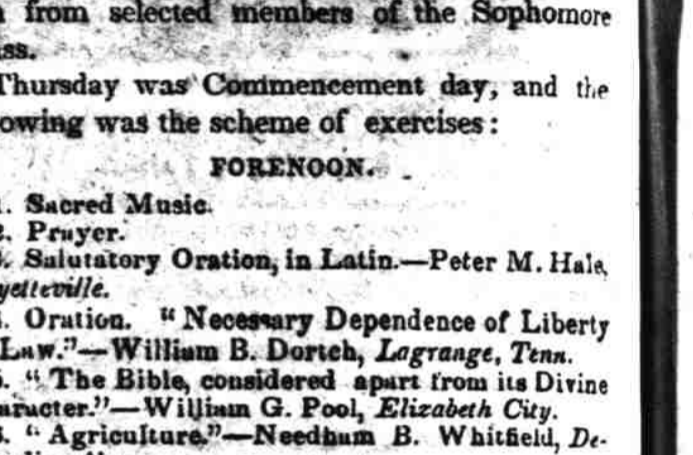 from selected members of the Sophomore
ss.
Thursday was Commencement day, and the
owing was the scheme of exercises:
FORENOON.
. Sacred Music.
. Prayer.
. Salutatory Oration, in Latin.—Peter M. Hale,
yetteville.
. Oration. "Necessary Dependence of Liberty
Law."—William B. Dortch, Lagrange, Tenn.
. "The Bible, considered apart from its Divine
aracter."—William G. Pool, Elizabeth City.
. "Agriculture."—Needham B. Whitfield, De-